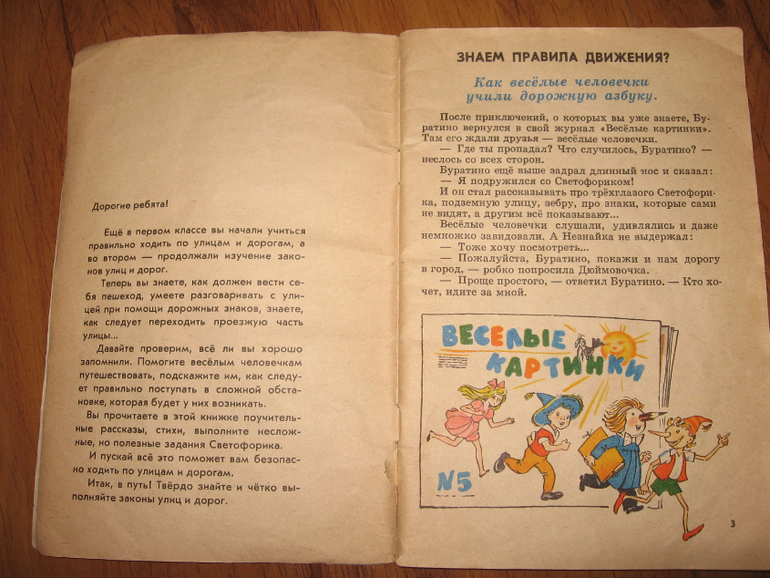 Дорогие ребята!
Ещё в первом классе вы начали учиться
правильно ходить по улицам и дорогам, а
во втором — продолжали изучение зако-
нов улиц и дорог.
Теперь вы знаете, как должен вести се-
бя пешеход, умеете разговаривать с ули-
цей при помощи дорожных знаков, знаете,
как следует переходить проезжую часть
улицы...
Давайте проверим, всё ли вы хорошо
запомнили. Помогите весёлым человечкам
путешествовать, подскажите им, как следу-
ет правильно поступать в сложной обста-
новке, которая будет у них возникать.
Вы прочитаете в этой книжке поучитель-
ные рассказы, стихи, выполните неслож-
ные, но полезные задания Светофорика.
И пускай всё это поможет вам безопас-
но ходить по улицам и дорогам.
Итак, в путь! Твёрдо знайте и чётко вы-
полняйте законы улиц и дорог.
ЗНАЕМ ПРАВИЛА ДВИЖЕНИЯ?
Как весёлые человечки
учили дорожную азбуку.
После приключений, о которых вы уже знаете, Бу-
ратино вернулся в свой журнал «Весёлые картинки».
Там его ждали друзья — весёлые человечки.
— Где ты пропадал? Что случилось, Буратино? —
неслось со всех сторон.
Буратино ещё выше задрал длинный нос и сказал:
— Я подружился со Светофориком!
И он стал рассказывать про трёхглазого Светофори-
ка, подземную улицу, зебру, про знаки, которые сами
не видят, а другим всё показывают...
Весёлые человечки слушали, удивлялись и даже
немножко завидовали. А Незнайка не выдержал:
— Тоже хочу посмотреть...
— Пожалуйста, Буратино, покажи и нам дорогу
в город, — робко попросила Дюймовочка.
— Проще простого, — ответил Буратино. — Кто хо-
чет, идите за мной.
ВЕСЕЛЫЕ
КАРТИНКИ
№5
3